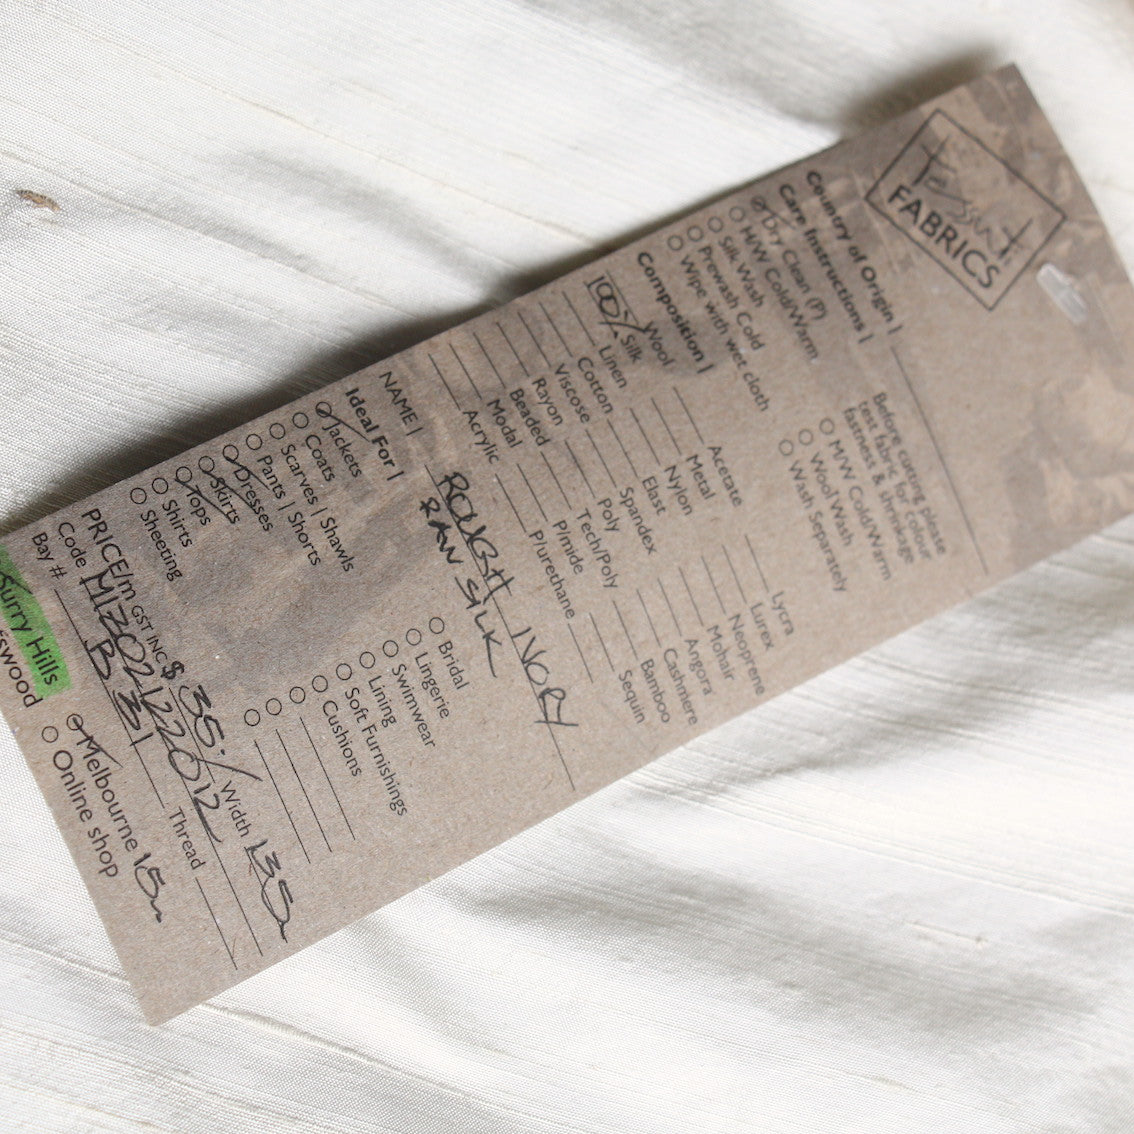 Tessuti
FABRICS
Country of Origin |
Care Instructions |
Dry Clean (P)
H/W Cold/Warm
Silk Wash
Prewash Cold
Wipe with wet cloth
Before cutting please
test fabric for colour
fastness & shrinkage
M/W Cold/Warm
Wool Wash
Wash Separately
Composition |
Wool Acetate Lycra
100% Silk Metal Lurex
Linen Nylon Neoprene
Cotton Elast Mohair
Viscose Spandex Angora
Rayon Poly Cashmere
Beaded Tech/Poly Bamboo
Modal P/mide Sequin
Acrylic P/urethane
NAME | ROUGH IVORY
RAW SILK
Ideal For |
Jackets
Coats
Scarves | Shawls
Pants | Shorts
Dresses
Skirts
Tops
Shirts
Sheeting
Bridal
Lingerie
Swimwear
Lining
Soft Furnishings
Cushions
PRICE/m GST INC $ 35./ Width 135
Code M1Z02122012
Bay # B31 Thread
Surry Hills
swood
Melbourne 15m
Online shop